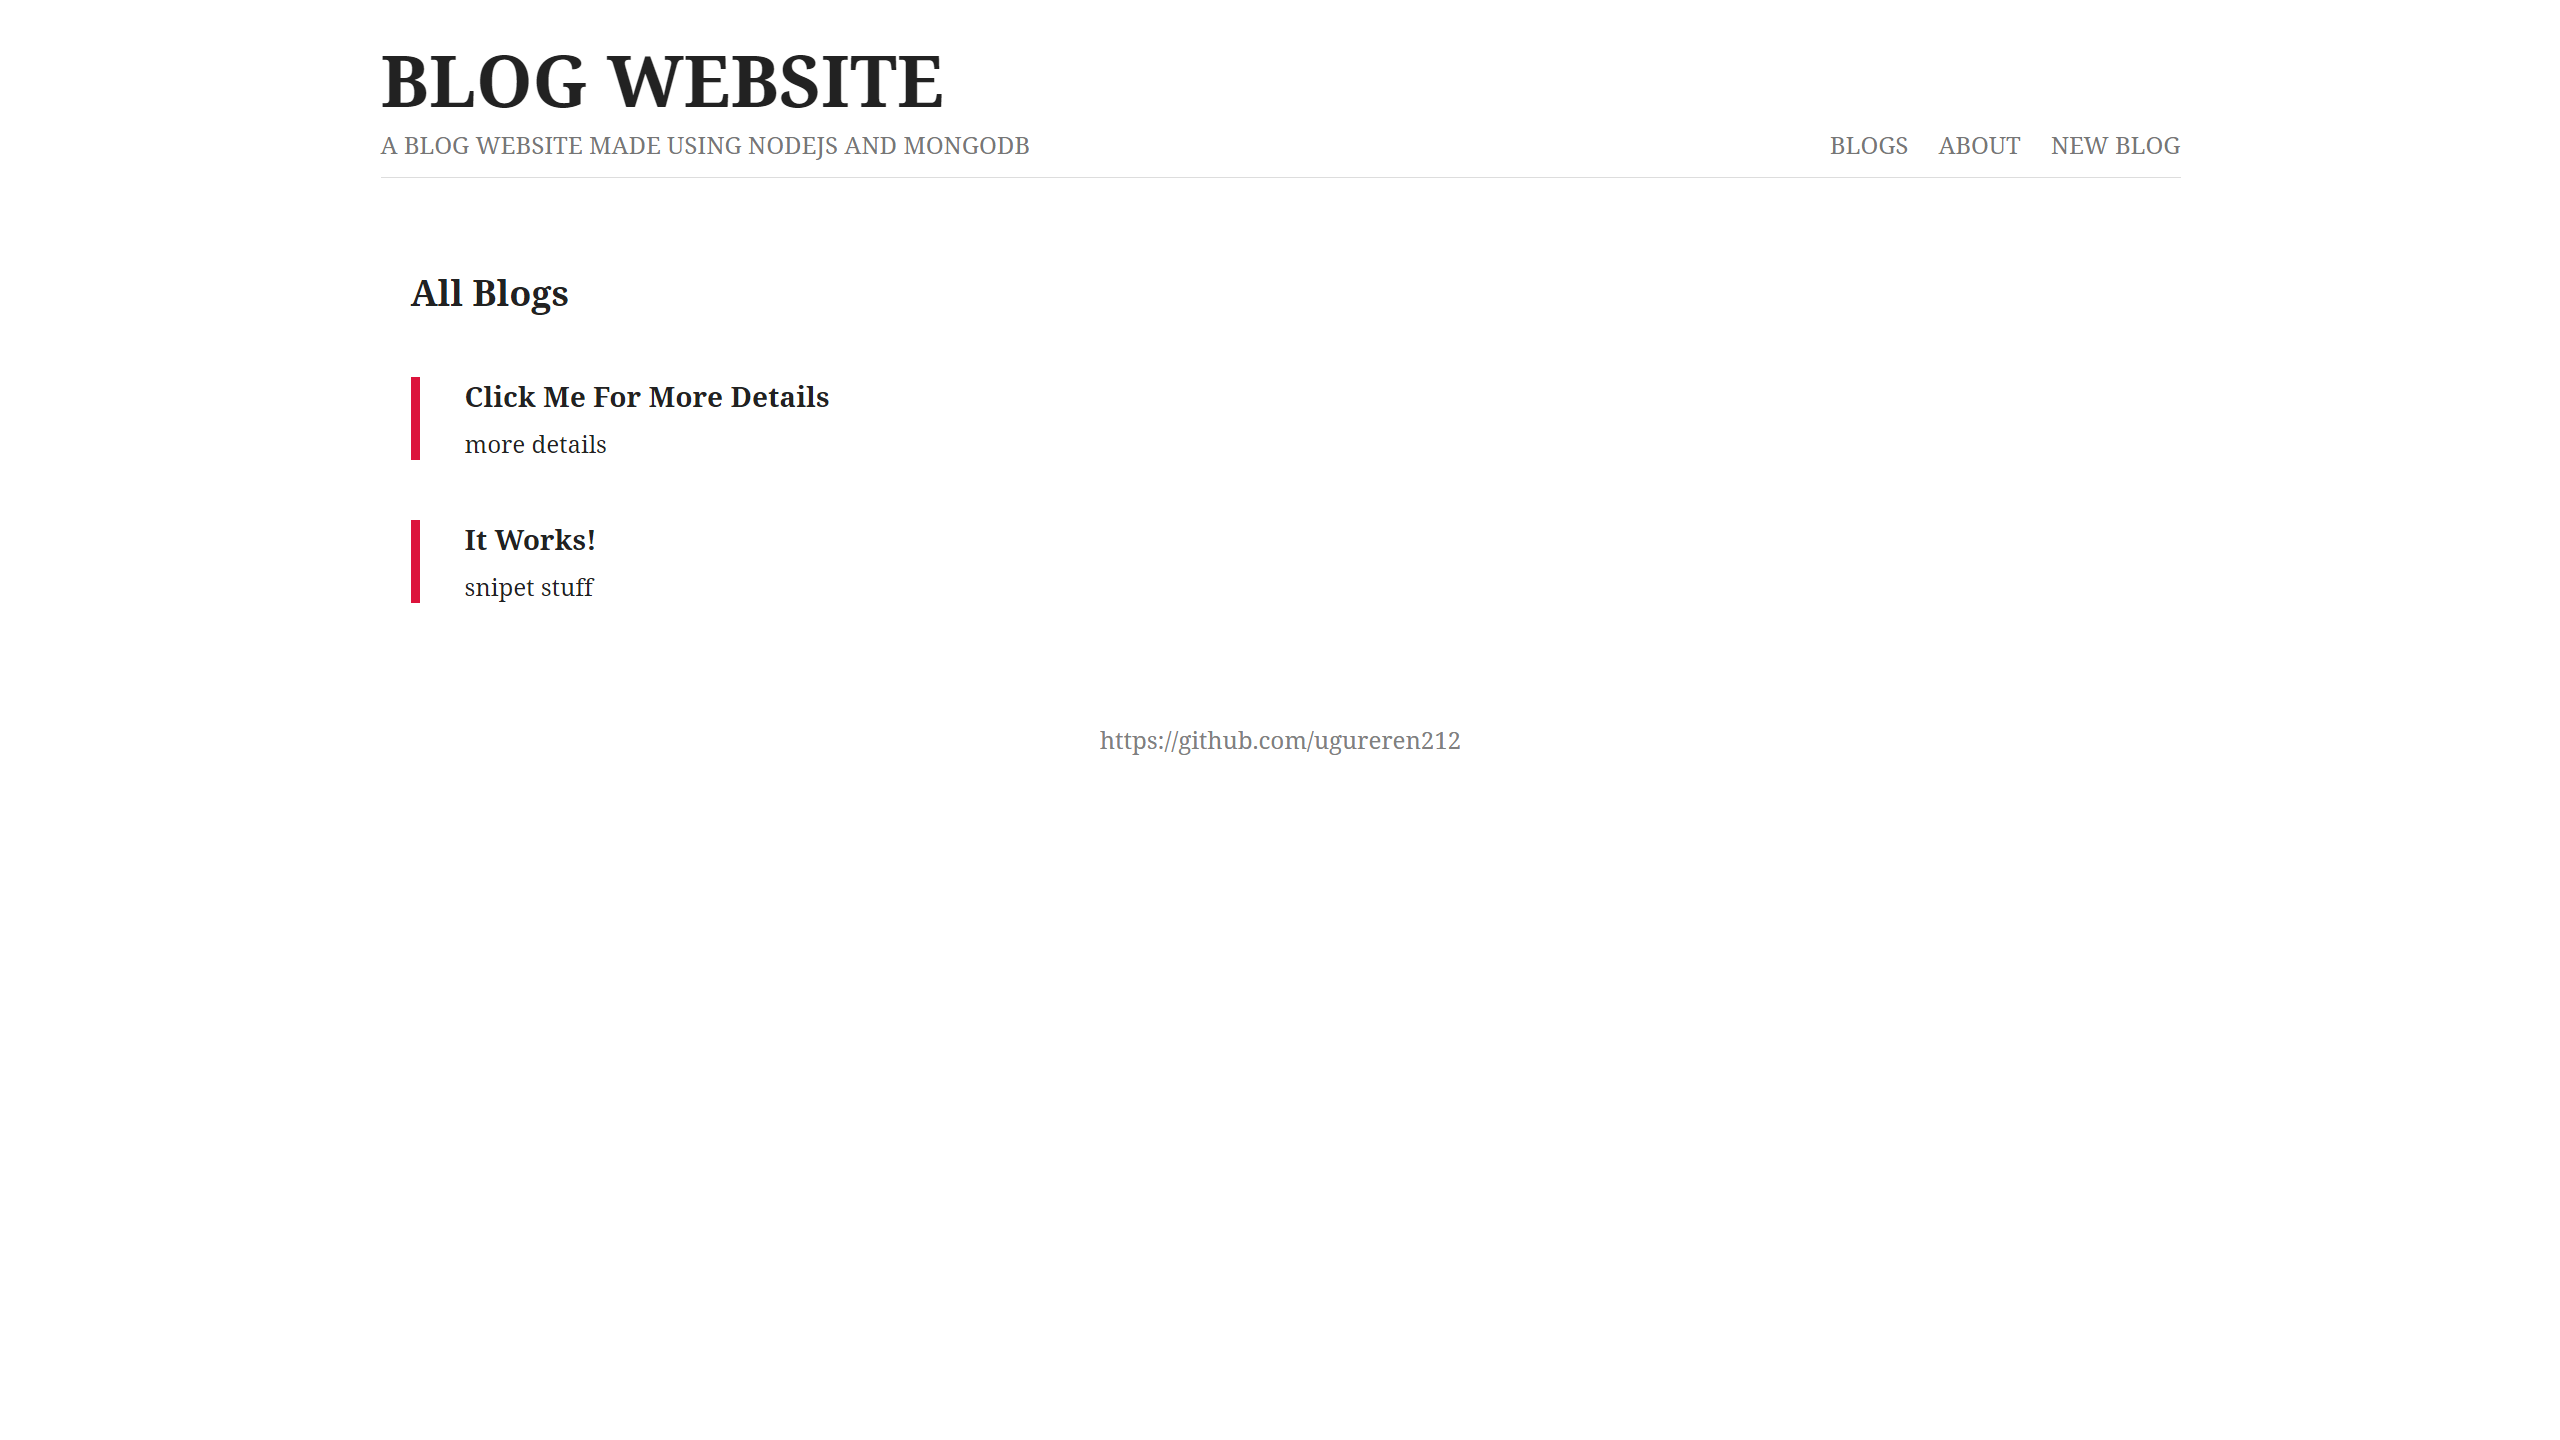 BLOG WEBSITE
A BLOG WEBSITE MADE USING NODEJS AND MONGODB
BLOGS ABOUT NEW BLOG
All Blogs
Click Me For More Details
more details
It Works!
snipet stuff
https://github.com/ugureren212